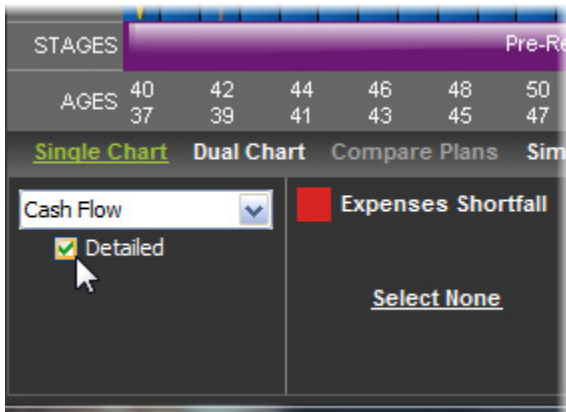 STAGES Pre-Re
AGES 40 42 44 46 48 50
37 39 41 43 45 47
Single Chart Dual Chart Compare Plans Sim
Cash Flow Expenses Shortfall
Detailed
Select None